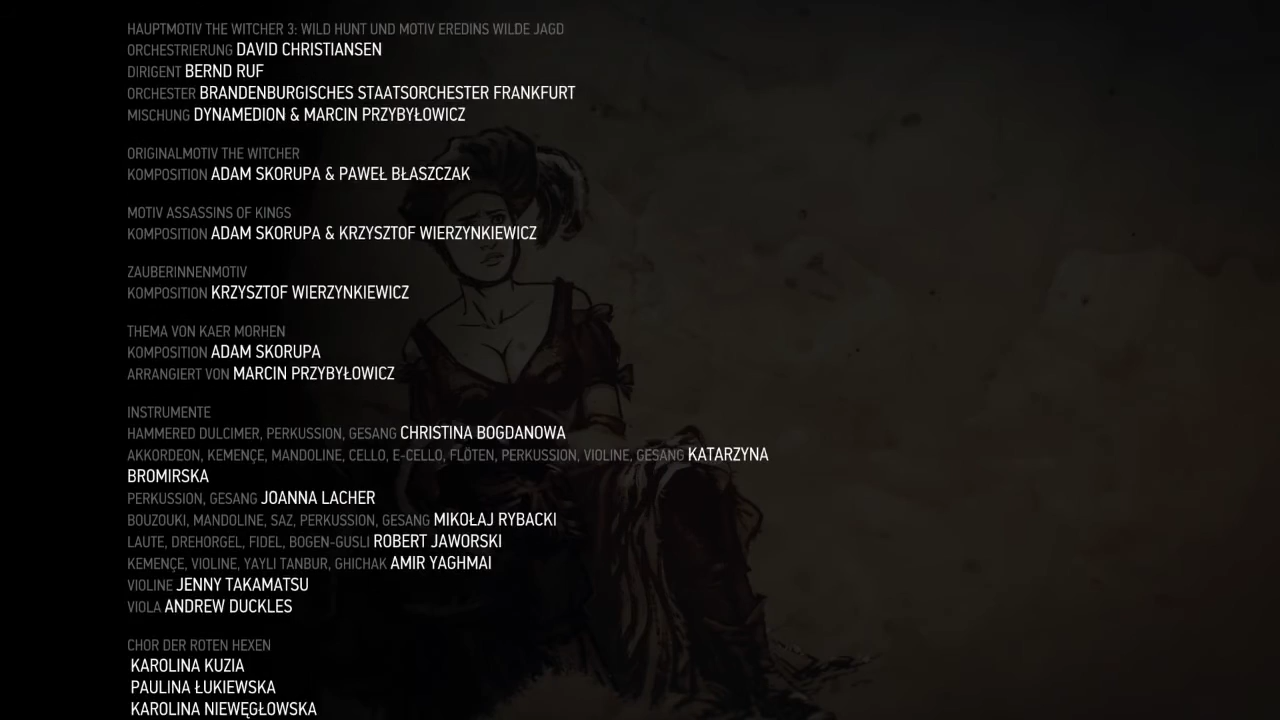 HAUPTMOTIV THE WITCHER 3: WILD HUNT UND MOTIV EREDINS WILDE JAGD
ORCHESTRIERUNG DAVID CHRISTIANSEN
DIRIGENT BERND RUF
ORCHESTER BRANDENBURGISCHES STAATSORCHESTER FRANKFURT
MISCHUNG DYNAMEDION & MARCIN PRZYBYŁOWICZ
ORIGINALMOTIV THE WITCHER
KOMPOSITION ADAM SKORUPA & PAWEŁ BŁASZCZAK
MOTIV ASSASSINS OF KINGS
KOMPOSITION ADAM SKORUPA & KRZYSZTOF WIERZYNKIEWICZ
ZAUBERINNENMOTIV
KOMPOSITION KRZYSZTOF WIERZYNKIEWICZ
THEMA VON KAER MORHEN
KOMPOSITION ADAM SKORUPA
ARRANGIERT VON MARCIN PRZYBYŁOWICZ
INSTRUMENTE
HAMMERED DULCIMER, PERKUSSION, GESANG CHRISTINA BOGDANOWA
AKKORDEON, KEMENÇE, MANDOLINE, CELLO, E-CELLO, FLÖTEN, PERKUSSION, VIOLINE, GESANG KATARZYNA
BROMIRSKA
PERKUSSION, GESANG JOANNA LACHER
BOUZOUKI, MANDOLINE, SAZ, PERKUSSION, GESANG MIKOŁAJ RYBACKI
LAUTE, DREHORGEL, FIDEL, BOGEN-GUSLI ROBERT JAWORSKI
KEMENÇE, VIOLINE, YAYLI TANBUR, GHICHAK AMIR YAGHMAI
VIOLINE JENNY TAKAMATSU
VIOLA ANDREW DUCKLES
CHOR DER ROTEN HEXEN
KAROLINA KUZIA
PAULINA ŁUKIEWSKA
KAROLINA NIEWĘGŁOWSKA